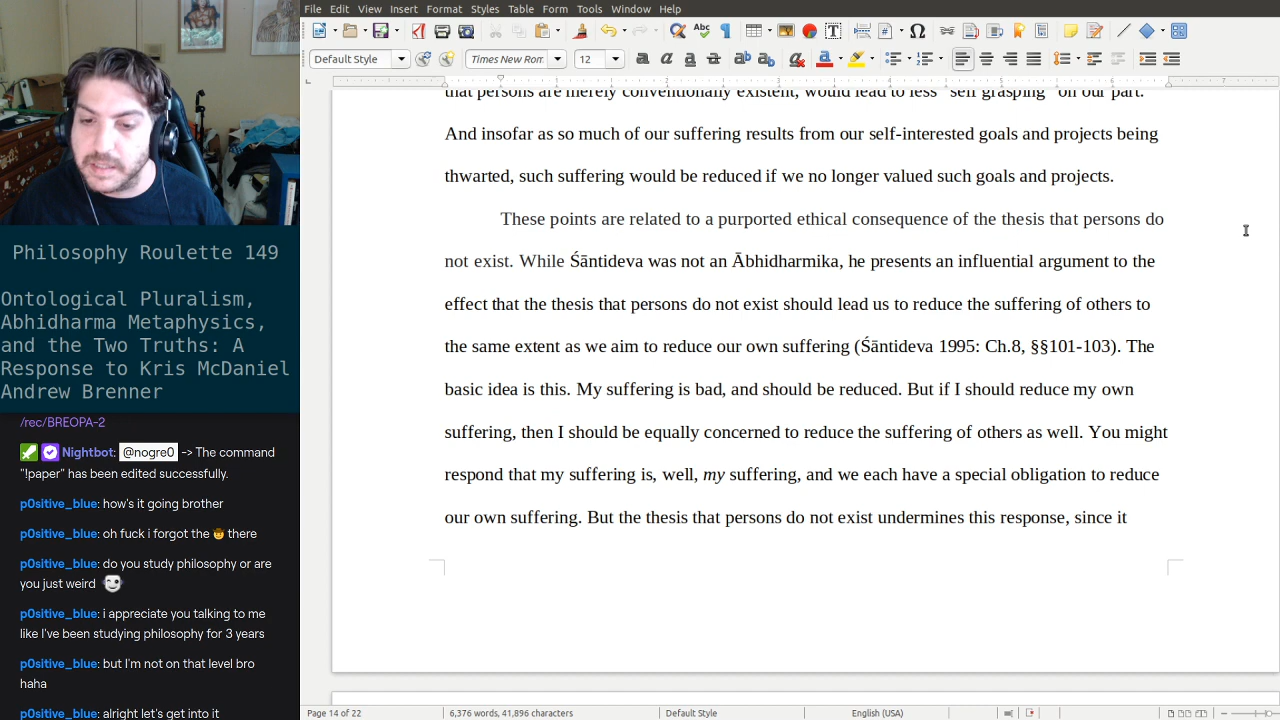 File Edit View Insert Format Styles Table Form Tools Window Help
Default Style Times New Rom 12
that persons are merely conventionally existent, would lead to less "self grasping" on our part.
And insofar as so much of our suffering results from our self-interested goals and projects being
thwarted, such suffering would be reduced if we no longer valued such goals and projects.
These points are related to a purported ethical consequence of the thesis that persons do
not exist. While Śāntideva was not an Ābhidharmika, he presents an influential argument to the
effect that the thesis that persons do not exist should lead us to reduce the suffering of others to
the same extent as we aim to reduce our own suffering (Śāntideva 1995: Ch.8, §§101-103). The
basic idea is this. My suffering is bad, and should be reduced. But if I should reduce my own
suffering, then I should be equally concerned to reduce the suffering of others as well. You might
respond that my suffering is, well, my suffering, and we each have a special obligation to reduce
our own suffering. But the thesis that persons do not exist undermines this response, since it
Page 14 of 22 6,376 words, 41,896 characters Default Style English (USA)
Philosophy Roulette 149
Ontological Pluralism,
Abhidharma Metaphysics,
and the Two Truths: A
Response to Kris McDaniel
Andrew Brenner
/rec/BREOPA-2
Nightbot: @nogre0 -> The command
"!paper" has been edited successfully.
p0sitive_blue: how's it going brother
p0sitive_blue: oh fuck i forgot the 🤠 there
p0sitive_blue: do you study philosophy or are
you just weird
p0sitive_blue: i appreciate you talking to me
like I've been studying philosophy for 3 years
p0sitive_blue: but I'm not on that level bro
haha
p0sitive_blue: alright let's get into it